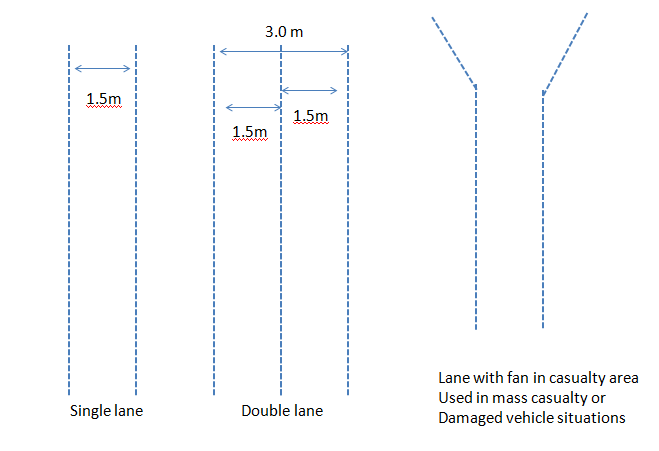 3.0 m
1.5m
1.5m
1.5m
Single lane
Double lane
Lane with fan in casualty area
Used in mass casualty or
Damaged vehicle situations